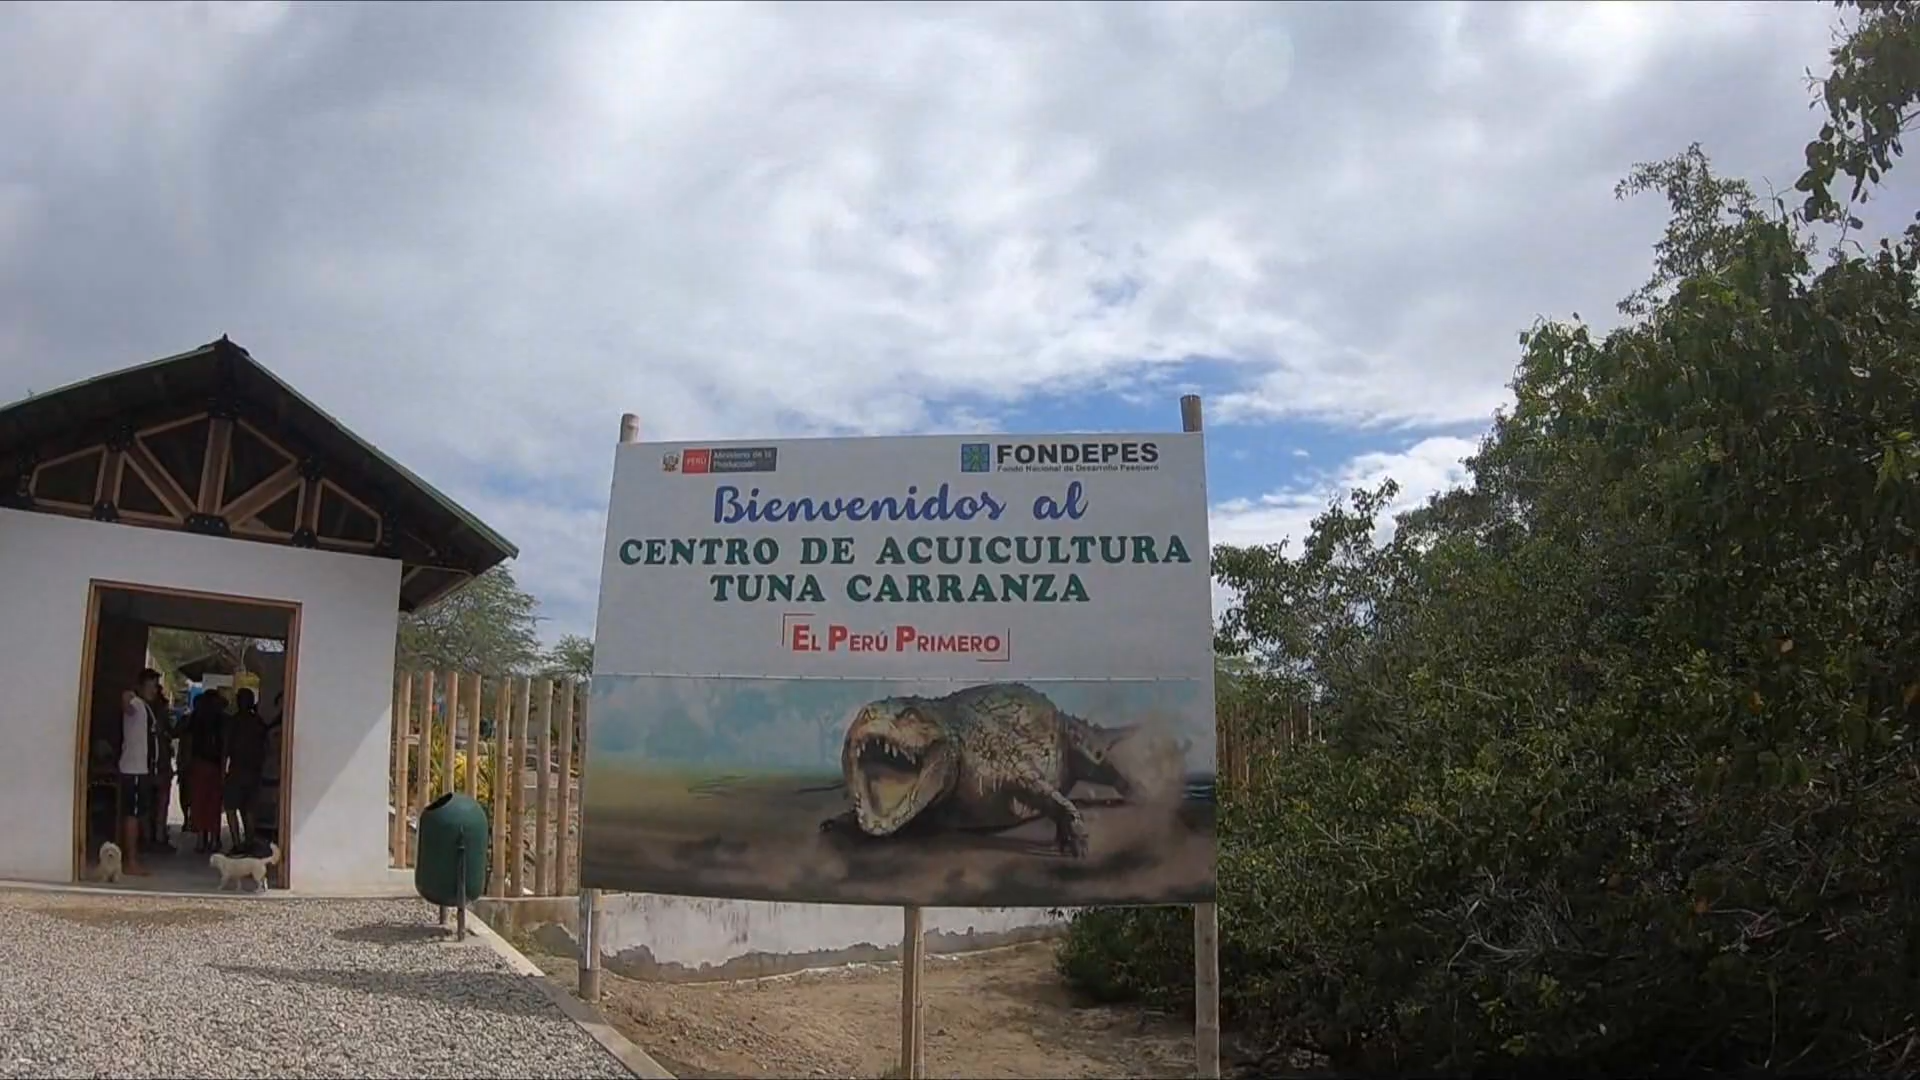 PERÚ
Ministerio de la
Producción
FONDEPES
Fondo Nacional de Desarrollo Pesquero
Bienvenidos al
CENTRO DE ACUICULTURA
TUNA CARRANZA
EL PERÚ PRIMERO